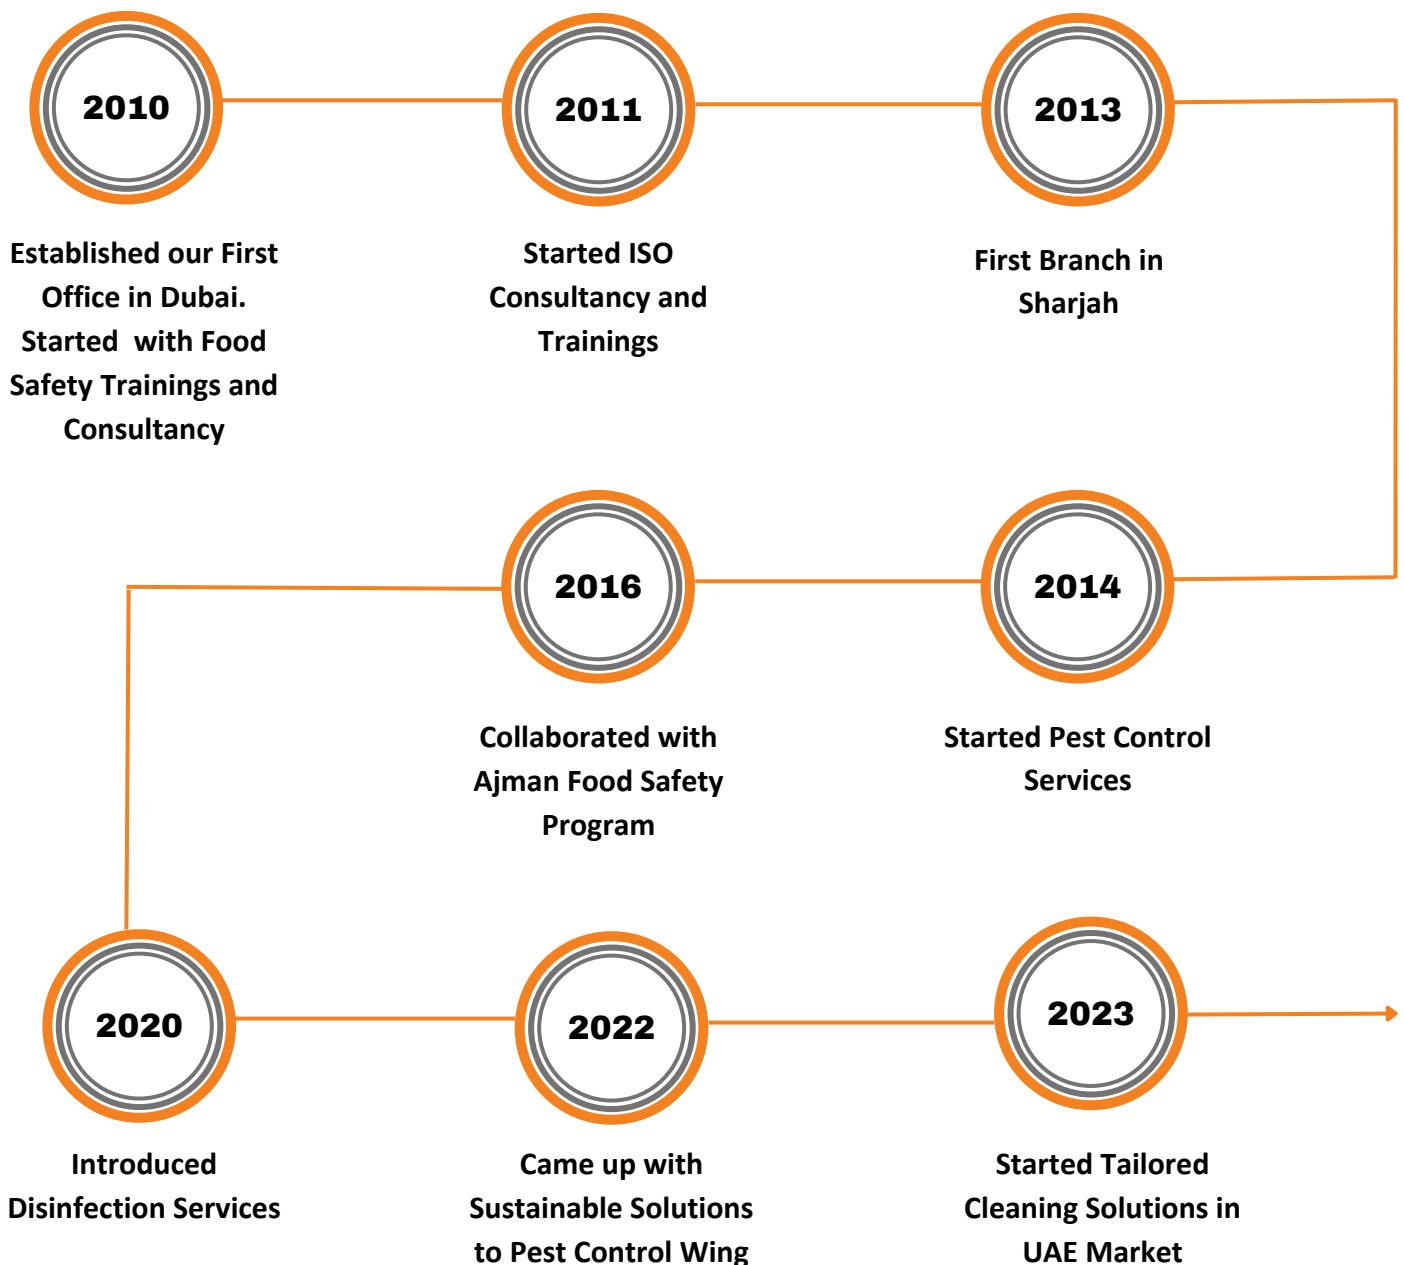 2010
Established our First
Office in Dubai.
Started with Food
Safety Trainings and
Consultancy
2011
Started ISO
Consultancy and
Trainings
2013
First Branch in
Sharjah
2014
Started Pest Control
Services
2016
Collaborated with
Ajman Food Safety
Program
2020
Introduced
Disinfection Services
2022
Came up with
Sustainable Solutions
to Pest Control Wing
2023
Started Tailored
Cleaning Solutions in
UAE Market